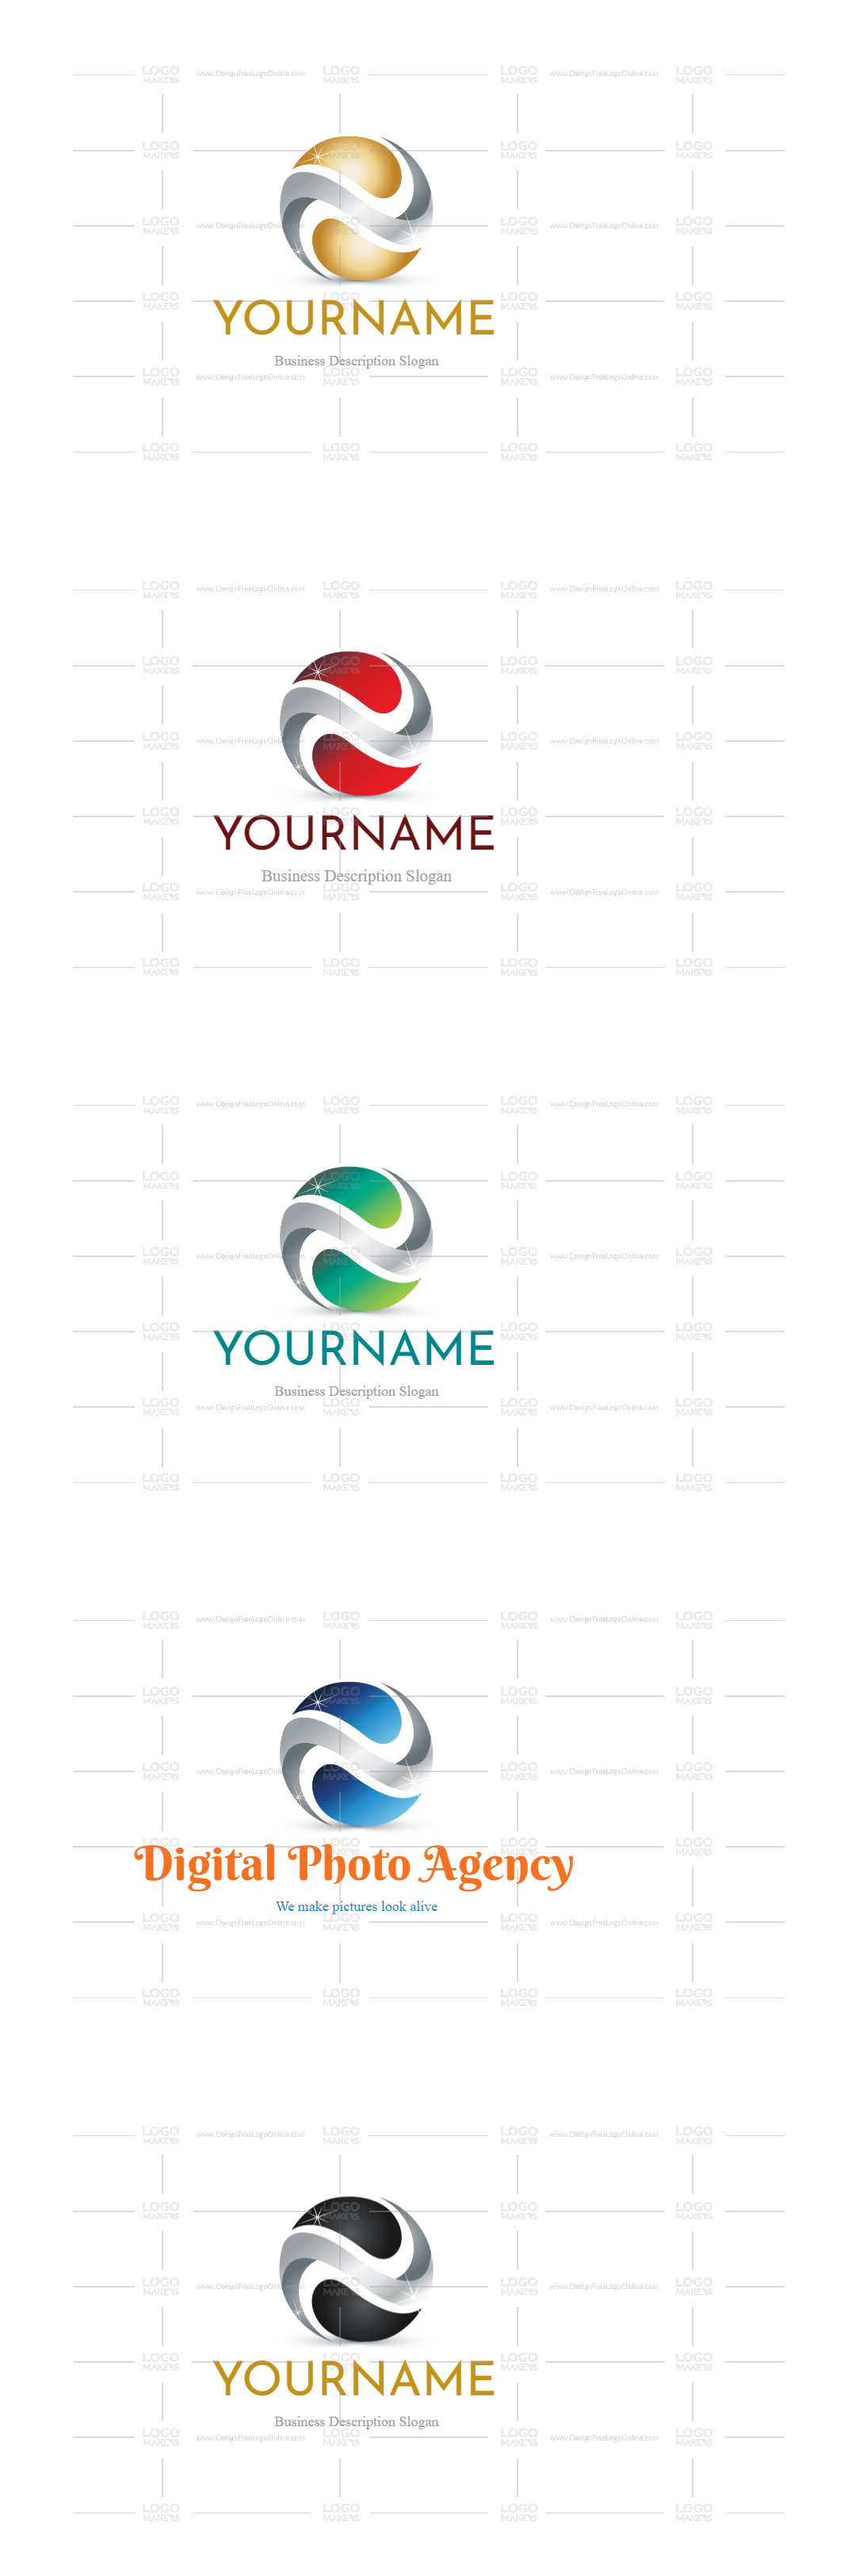 YOURNAME
Business Description Slogan
YOURNAME
Business Description Slogan
YOURNAME
Business Description Slogan
Digital Photo Agency
We make pictures look alive
YOURNAME
Business Description Slogan
LOGO MAKERS
www.DesignFreeLogoOnline.com